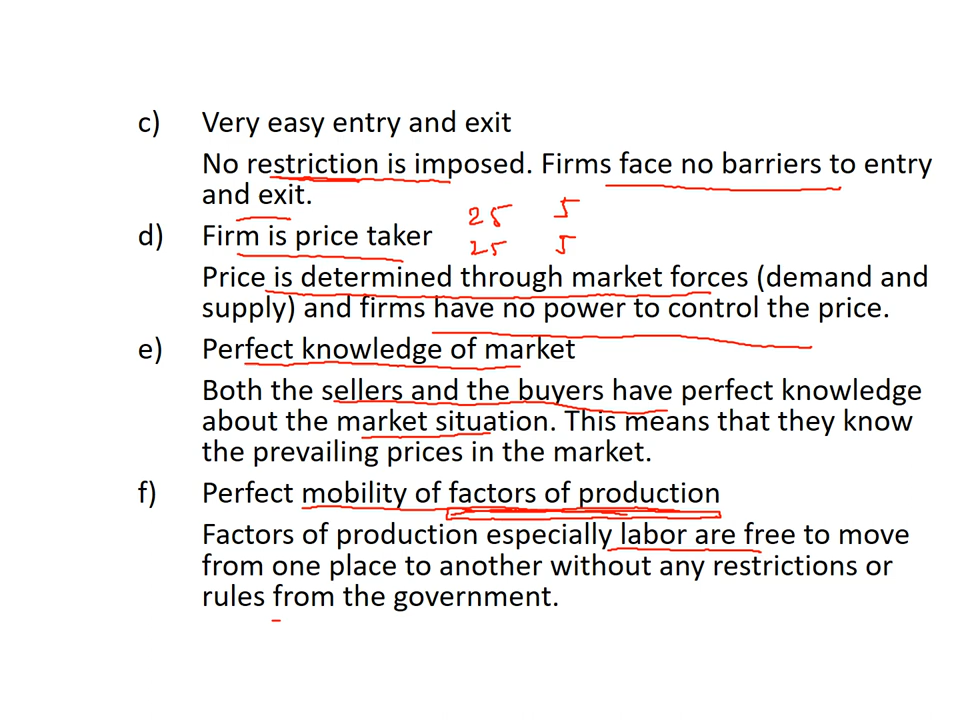 c) Very easy entry and exit
No restriction is imposed. Firms face no barriers to entry
and exit.
25 5
d) Firm is price taker
25 5
Price is determined through market forces (demand and
supply) and firms have no power to control the price.
e) Perfect knowledge of market
Both the sellers and the buyers have perfect knowledge
about the market situation. This means that they know
the prevailing prices in the market.
f) Perfect mobility of factors of production
Factors of production especially labor are free to move
from one place to another without any restrictions or
rules from the government.